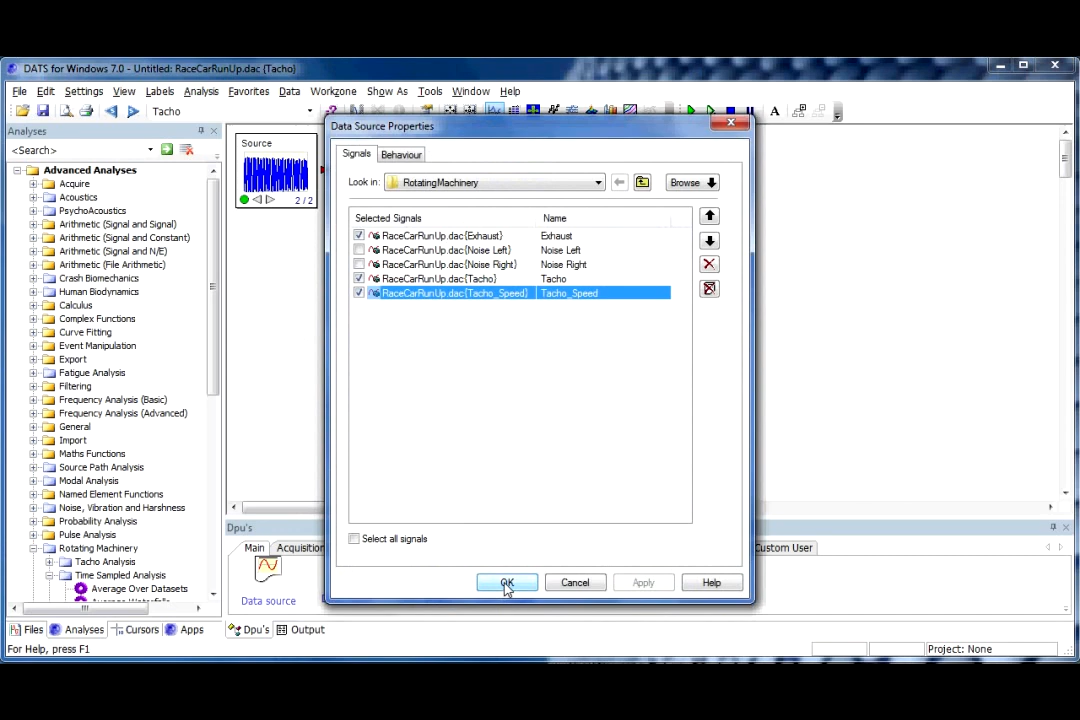 DATS for Windows 7.0 - Untitled: RaceCarRunUp.dac {Tacho}
File Edit Settings View Labels Analysis Favorites Data Workzone Show As Tools Window Help
Tacho
Analyses
<Search>
Advanced Analyses
Acquire
Acoustics
PsychoAcoustics
Arithmetic (Signal and Signal)
Arithmetic (Signal and Constant)
Arithmetic (Signal and N/E)
Arithmetic (File Arithmetic)
Crash Biomechanics
Human Biodynamics
Calculus
Complex Functions
Curve Fitting
Event Manipulation
Export
Fatigue Analysis
Filtering
Frequency Analysis (Basic)
Frequency Analysis (Advanced)
General
Import
Maths Functions
Source Path Analysis
Modal Analysis
Named Element Functions
Noise, Vibration and Harshness
Probability Analysis
Pulse Analysis
Rotating Machinery
Tacho Analysis
Time Sampled Analysis
Average Over Datasets
Source
2 / 2
Data Source Properties
Signals Behaviour
Look in: RotatingMachinery Browse
Selected Signals Name
RaceCarRunUp.dac{Exhaust} Exhaust
RaceCarRunUp.dac{Noise Left} Noise Left
RaceCarRunUp.dac{Noise Right} Noise Right
RaceCarRunUp.dac{Tacho} Tacho
RaceCarRunUp.dac{Tacho_Speed} Tacho_Speed
Select all signals
OK Cancel Apply Help
Dpu's
Main Acquisition Custom User
Data source
Files Analyses Cursors Apps Dpu's Output
For Help, press F1 Project: None